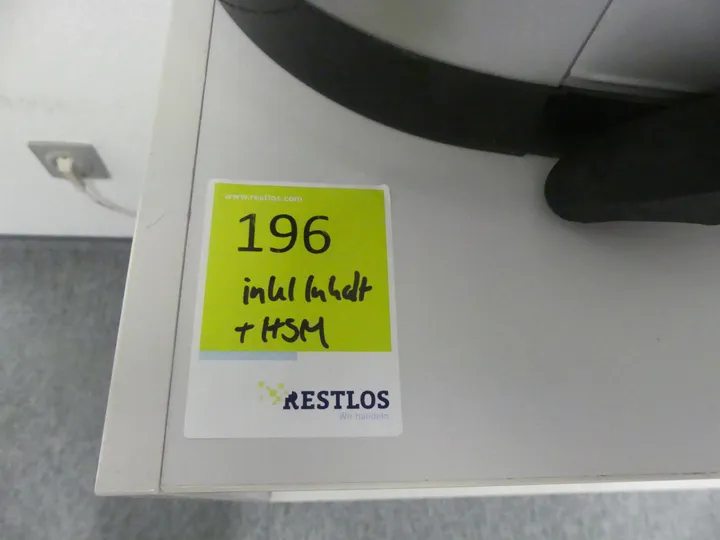 www.restlos.com
196
inkl Inhalt
+ HSM
RESTLOS
Wir handeln